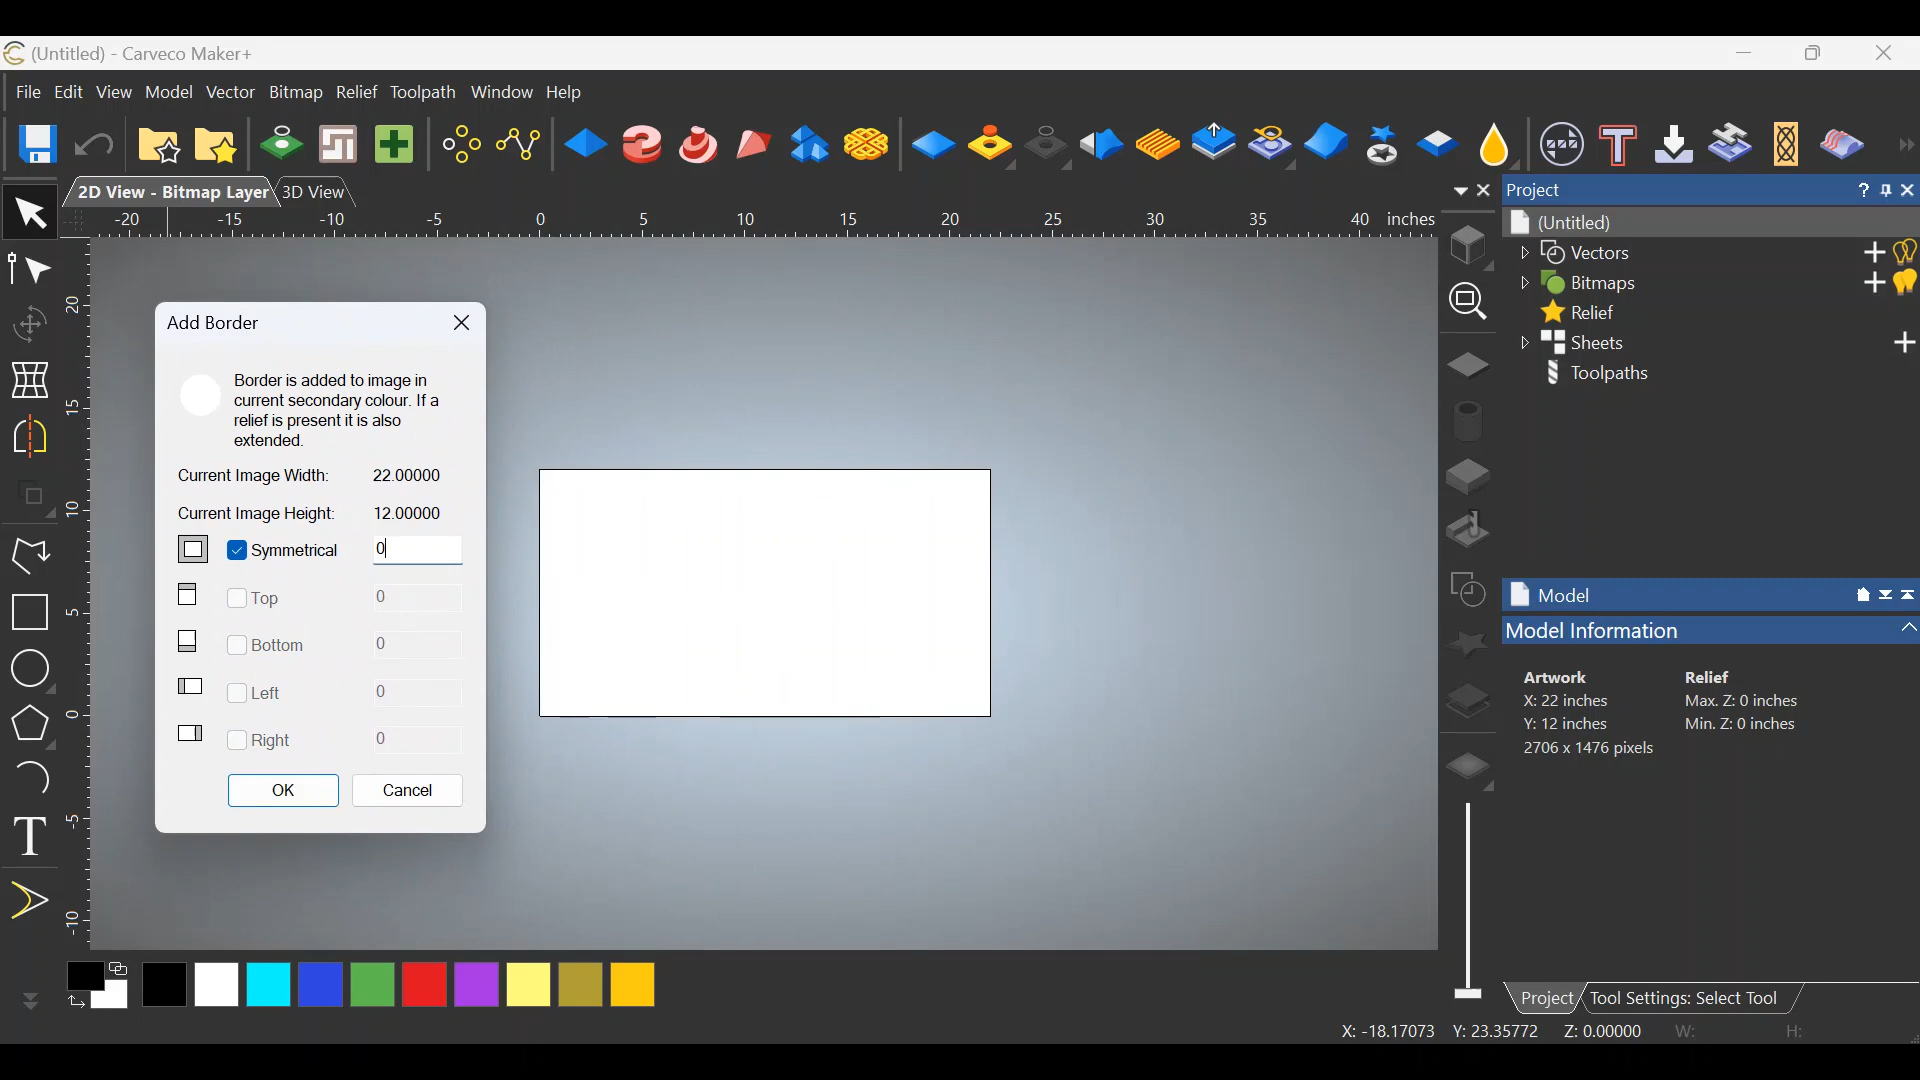 (Untitled) - Carveco Maker+
File Edit View Model Vector Bitmap Relief Toolpath Window Help
2D View - Bitmap Layer
3D View
-20 -15 -10 -5 0 5 10 15 20 25 30 35 40 inches
20
15
10
5
0
-5
-10
Add Border
Border is added to image in
current secondary colour. If a
relief is present it is also
extended.
Current Image Width: 22.00000
Current Image Height: 12.00000
Symmetrical 0
Top 0
Bottom 0
Left 0
Right 0
OK Cancel
T
Project
?
(Untitled)
Vectors
Bitmaps
Relief
Sheets
Toolpaths
Model
Model Information
Artwork Relief
X: 22 inches Max. Z: 0 inches
Y: 12 inches Min. Z: 0 inches
2706 x 1476 pixels
Project Tool Settings: Select Tool
X: -18.17073 Y: 23.35772 Z: 0.00000 W: H: